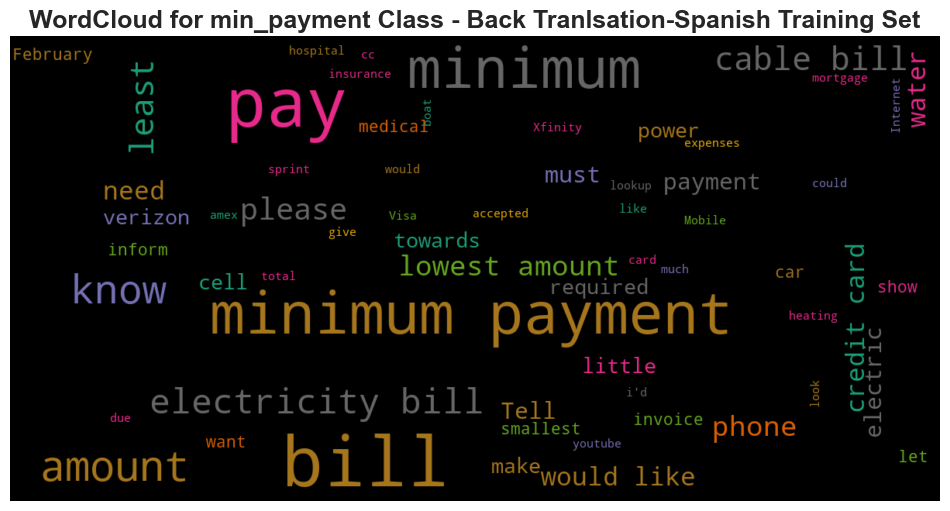 WordCloud for min_payment Class - Back Tranlsation-Spanish Training Set
February
hospital
cc
minimum
cable bill
insurance
mortgage
least
pay
boat
Internet
water
medical
Xfinity
power
expenses
sprint
would
must
lookup
payment
could
need
verizon
amex
please
Visa
accepted
like
Mobile
give
inform
towards
know
cell
total
lowest amount
card
much
required
car
show
minimum payment
heating
credit card
electric
little
electricity bill
i'd
look
due
Tell
smallest
invoice
phone
want
youtube
amount
bill
make
would like
let